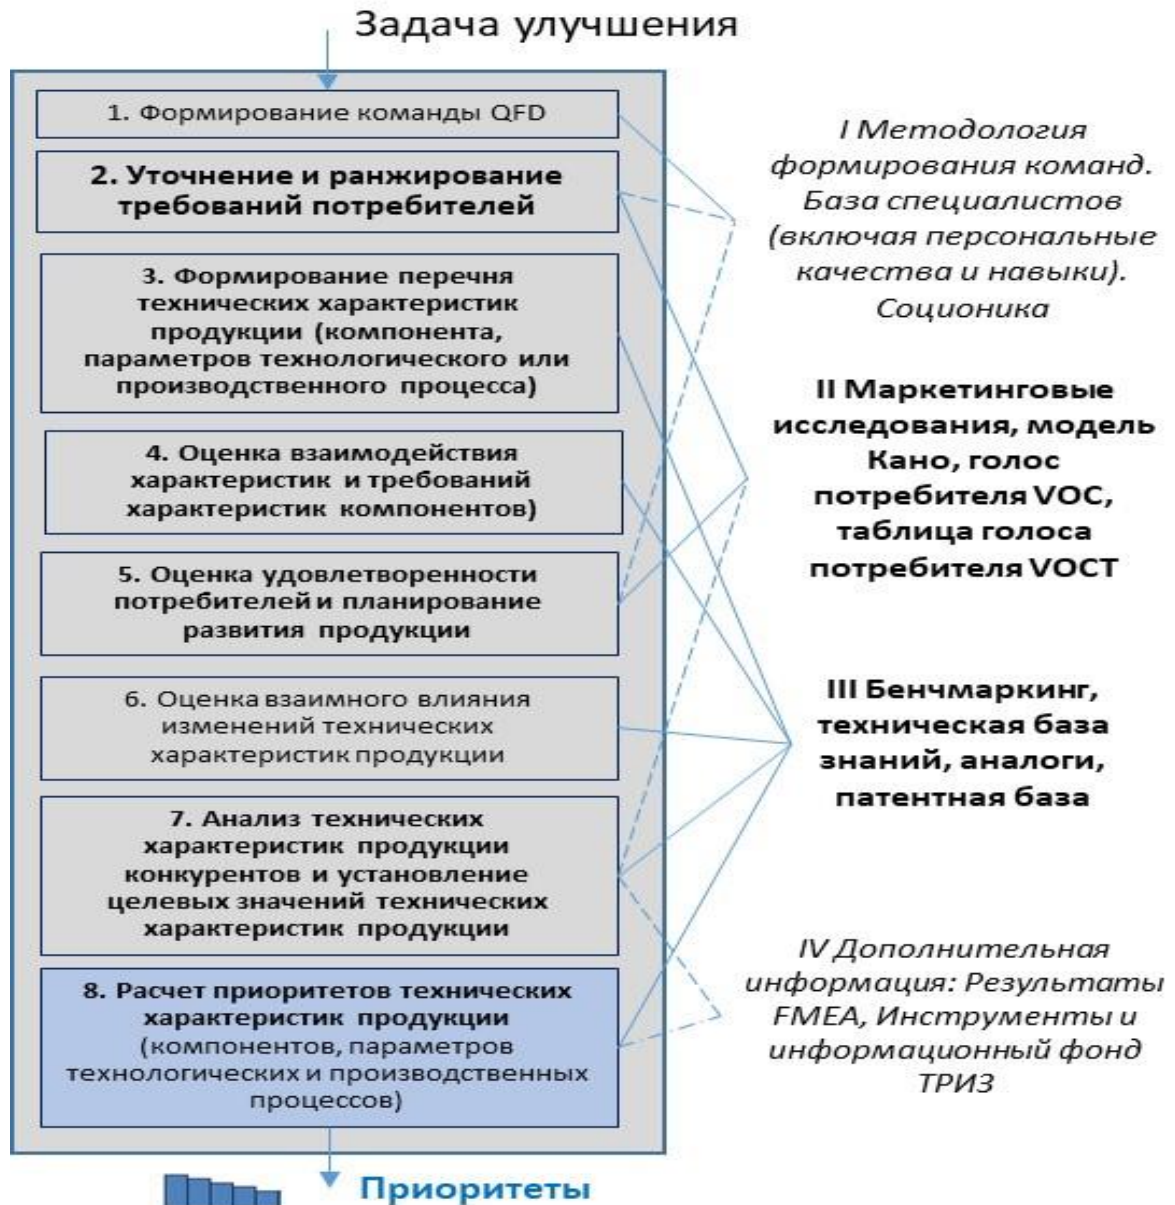 Задача улучшения
1. Формирование команды QFD
2. Уточнение и ранжирование
требований потребителей
3. Формирование перечня
технических характеристик
продукции (компонента,
параметров технологического или
производственного процесса)
4. Оценка взаимодействия
характеристик и требований
характеристик компонентов)
5. Оценка удовлетворенности
потребителей и планирование
развития продукции
6. Оценка взаимного влияния
изменений технических
характеристик продукции
7. Анализ технических
характеристик продукции
конкурентов и установление
целевых значений технических
характеристик продукции
8. Расчет приоритетов технических
характеристик продукции
(компонентов, параметров
технологических и производственных
процессов)
Приоритеты
I Методология
формирования команд.
База специалистов
(включая персональные
качества и навыки).
Соционика
II Маркетинговые
исследования, модель
Кано, голос
потребителя VOC,
таблица голоса
потребителя VOCT
III Бенчмаркинг,
техническая база
знаний, аналоги,
патентная база
IV Дополнительная
информация: Результаты
FMEA, Инструменты и
информационный фонд
ТРИЗ